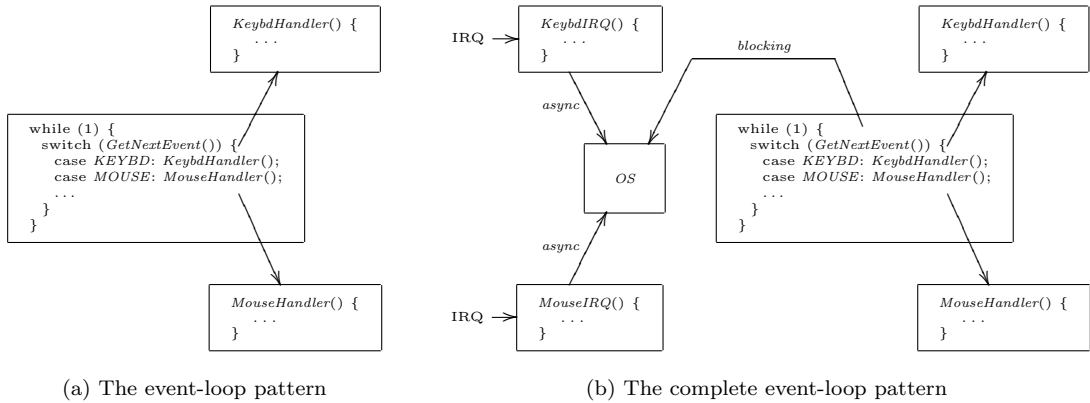 KeybdHandler() {
...
}
while (1) {
switch (GetNextEvent()) {
case KEYBD: KeybdHandler();
case MOUSE: MouseHandler();
...
}
}
MouseHandler() {
...
}
(a) The event-loop pattern
IRQ
KeybdIRQ() {
...
}
async
OS
async
IRQ
MouseIRQ() {
...
}
blocking
KeybdHandler() {
...
}
while (1) {
switch (GetNextEvent()) {
case KEYBD: KeybdHandler();
case MOUSE: MouseHandler();
...
}
}
MouseHandler() {
...
}
(b) The complete event-loop pattern